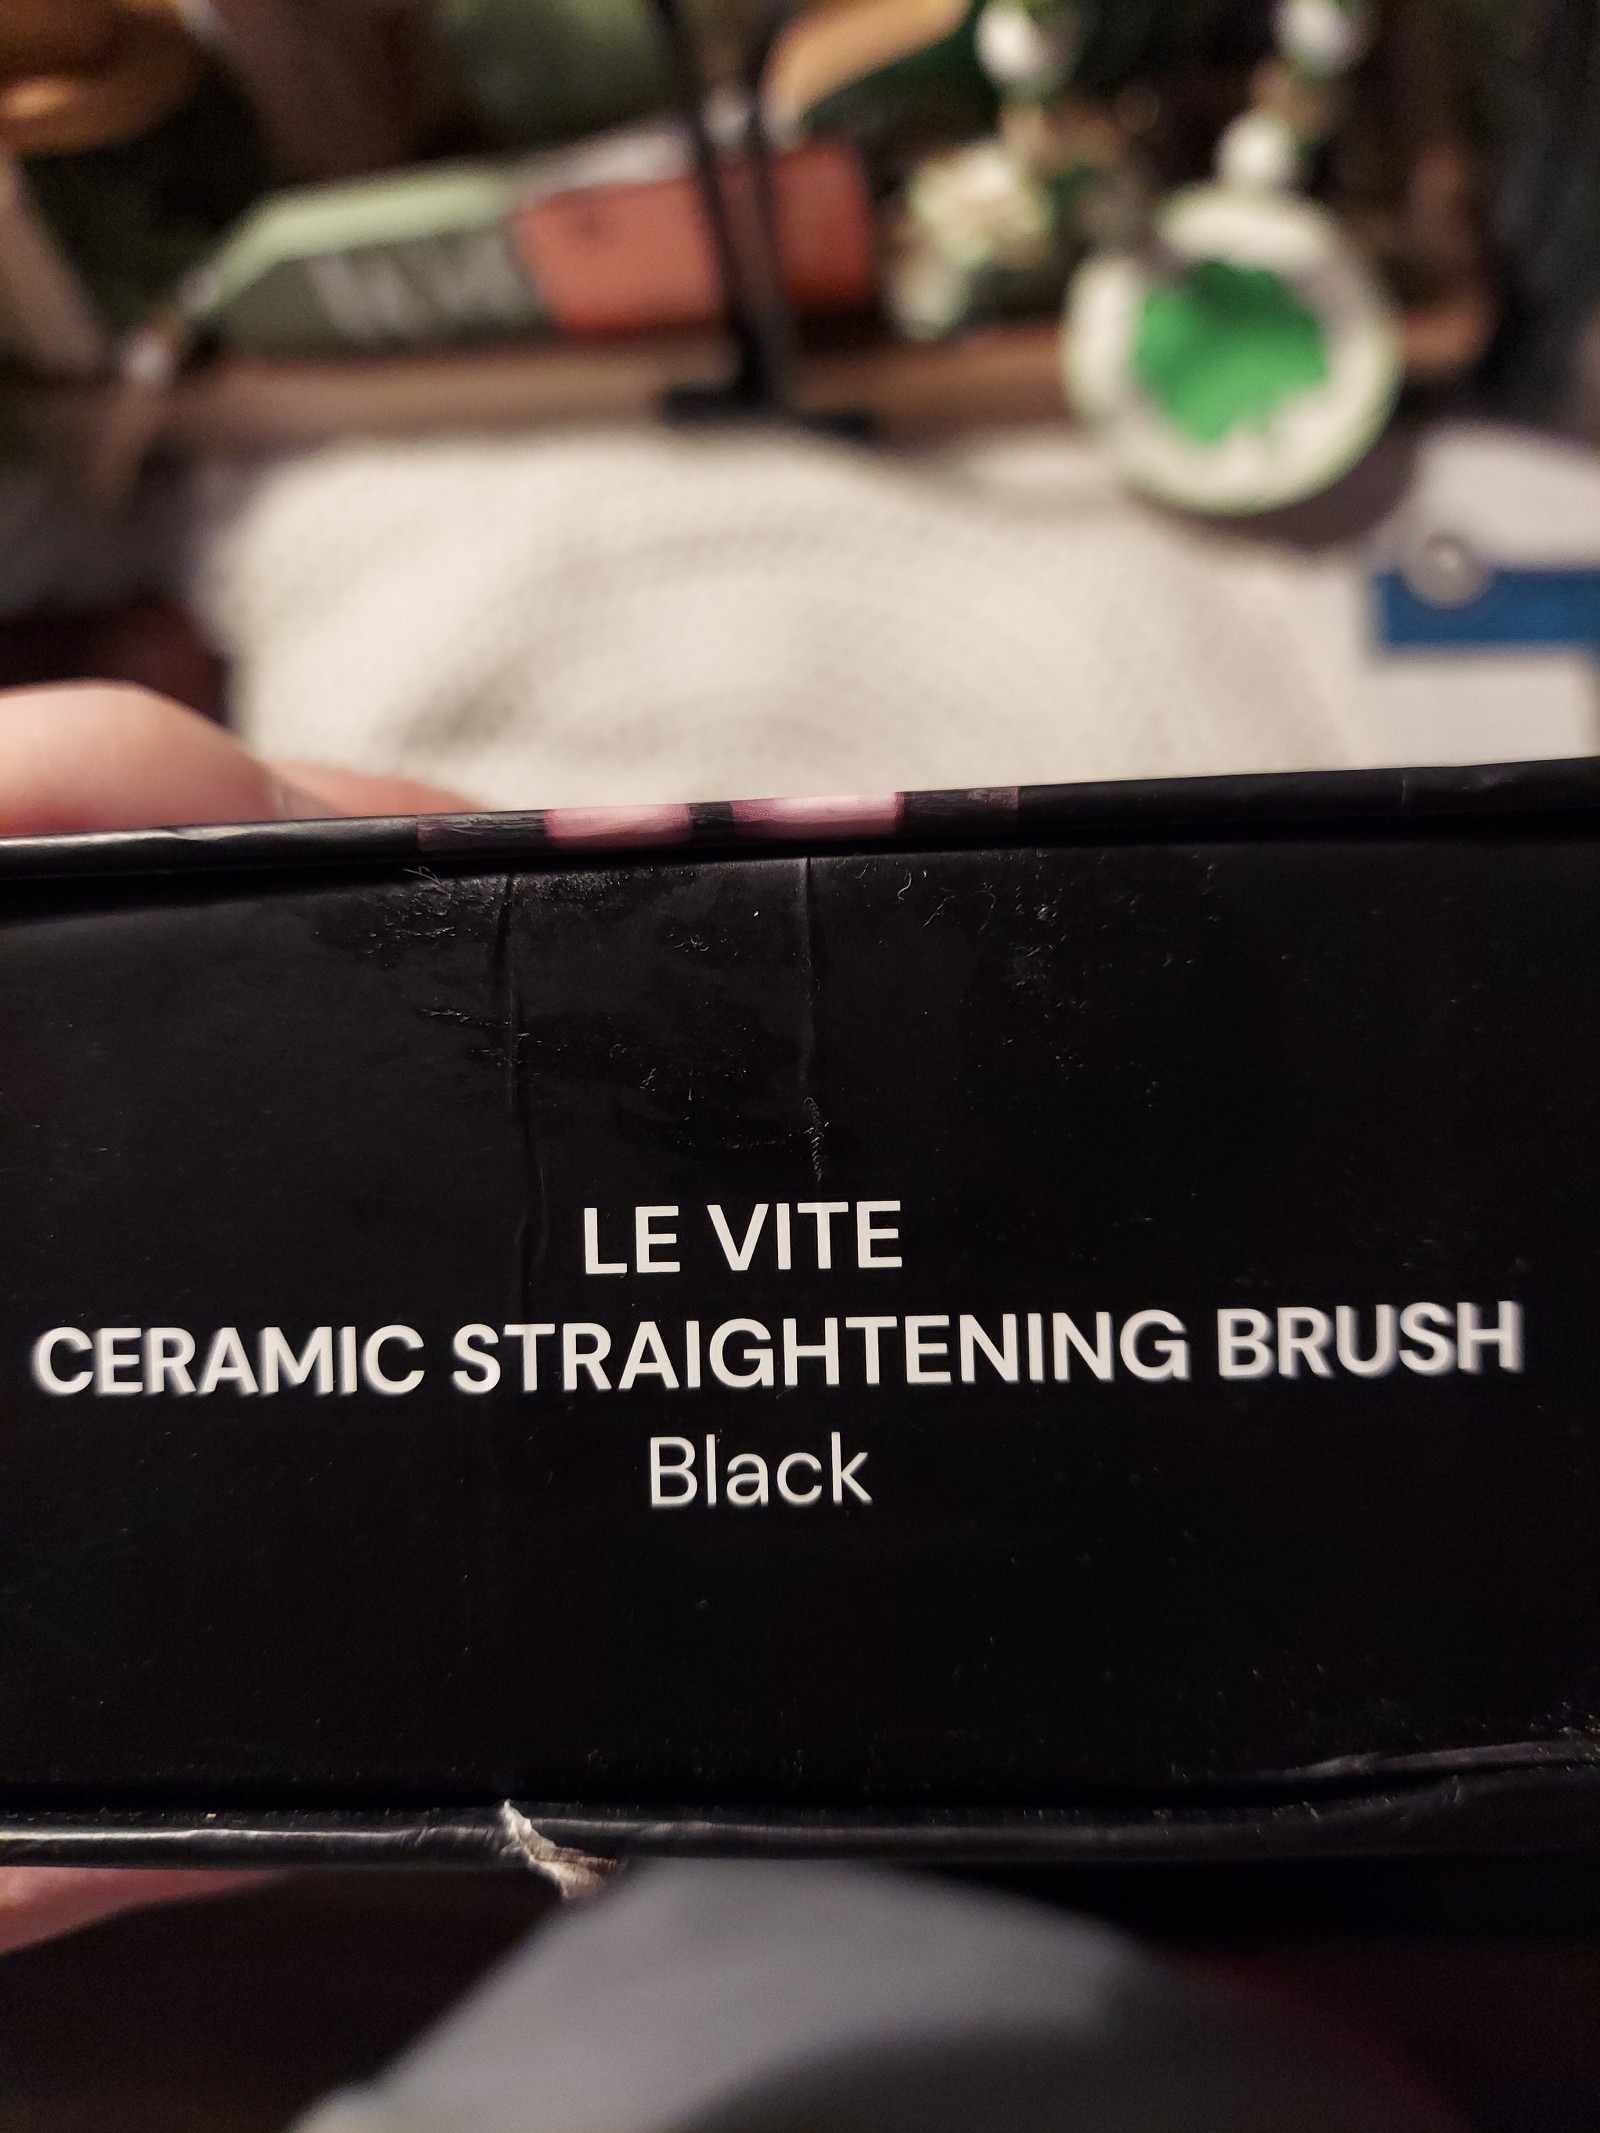 LE VITE
CERAMIC STRAIGHTENING BRUSH
Black